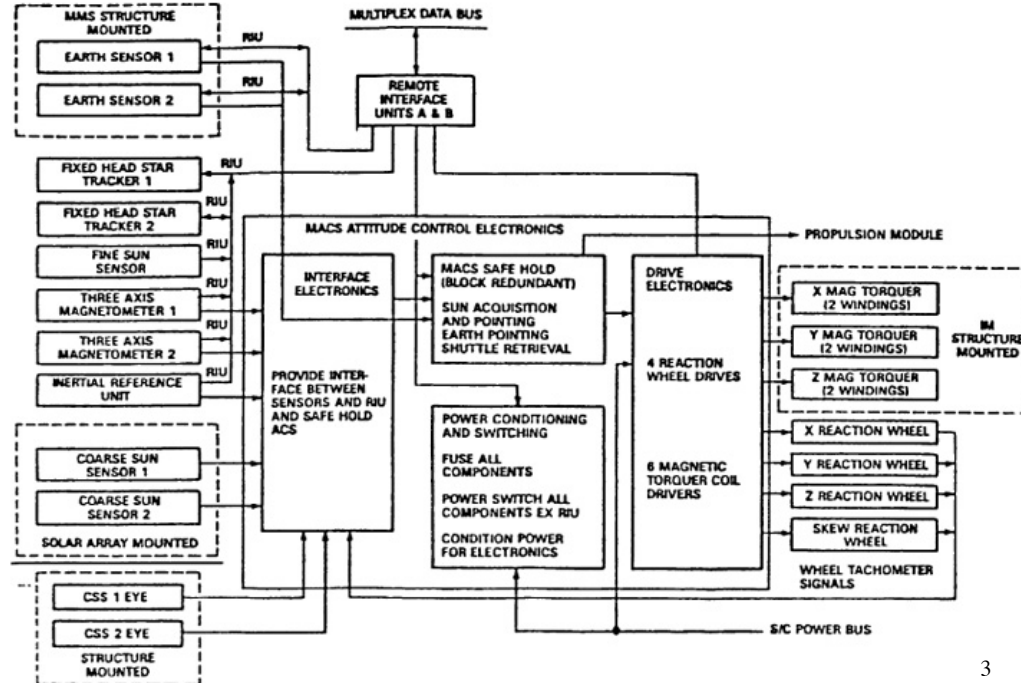 MMS STRUCTURE
MOUNTED
EARTH SENSOR 1
EARTH SENSOR 2
RIU
RIU
MULTIPLEX DATA BUS
REMOTE
INTERFACE
UNITS A & B
FIXED HEAD STAR
TRACKER 1
RIU
FIXED HEAD STAR
TRACKER 2
RIU
FINE SUN
SENSOR
RIU
THREE AXIS
MAGNETOMETER 1
RIU
THREE AXIS
MAGNETOMETER 2
RIU
INERTIAL REFERENCE
UNIT
RIU
COARSE SUN
SENSOR 1
COARSE SUN
SENSOR 2
SOLAR ARRAY MOUNTED
CSS 1 EYE
CSS 2 EYE
STRUCTURE
MOUNTED
MACS ATTITUDE CONTROL ELECTRONICS
INTERFACE
ELECTRONICS
PROVIDE INTER-
FACE BETWEEN
SENSORS AND RIU
AND SAFE HOLD
ACS
MACS SAFE HOLD
(BLOCK REDUNDANT)
SUN ACQUISITION
AND POINTING
EARTH POINTING
SHUTTLE RETRIEVAL
POWER CONDITIONING
AND SWITCHING
FUSE ALL
COMPONENTS
POWER SWITCH ALL
COMPONENTS EX RIU
CONDITION POWER
FOR ELECTRONICS
DRIVE
ELECTRONICS
4 REACTION
WHEEL DRIVES
6 MAGNETIC
TORQUER COIL
DRIVERS
PROPULSION MODULE
X MAG TORQUER
(2 WINDINGS)
Y MAG TORQUER
(2 WINDINGS)
Z MAG TORQUER
(2 WINDINGS)
IM
STRUCTURE
MOUNTED
X REACTION WHEEL
Y REACTION WHEEL
Z REACTION WHEEL
SKEW REACTION
WHEEL
WHEEL TACHOMETER
SIGNALS
S/C POWER BUS
3